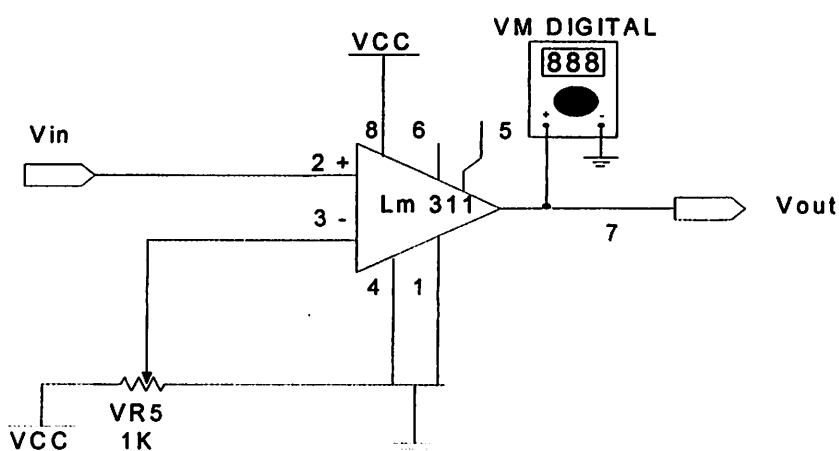 VM DIGITAL
888
+ -
VCC
8 6 5
Vin
2 +
Lm 311
3 -
Vout
7
4 1
VR5
VCC 1K